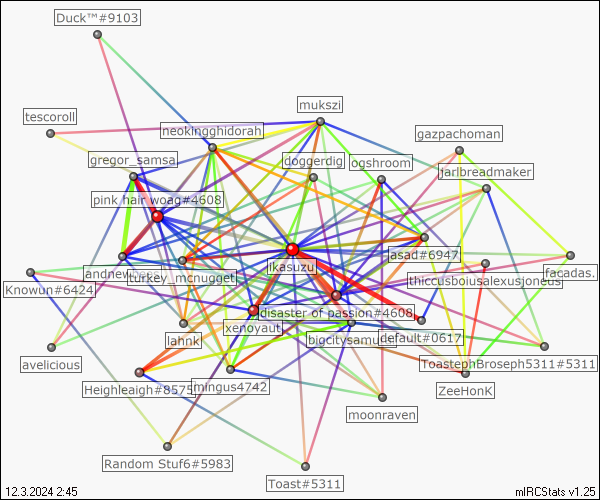 Duck™#9103
mukszi
tescoroll
neokingghidorah
gazpachoman
gregor_samsa
doggerdig
ogshroom
jarlbreadmaker
pink hair woag#4608
asad#6947
ikasuzu
turkey_mcnugget
facadas.
thiccusboiusalexusjoneus
Knowun#6424
disaster of passion#4608
xenoyaut
default#0617
lahnk
avelicious
ToastephBroseph5311#5311
Heighleaigh#8575
mingus4742
ZeeHonK
moonraven
Random Stuf6#5983
Toast#5311
12.3.2024 2:45
mIRCStats v1.25